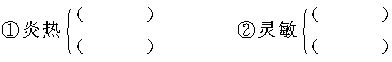 ①炎热{( ) ( ) ②灵敏{( ) ( )